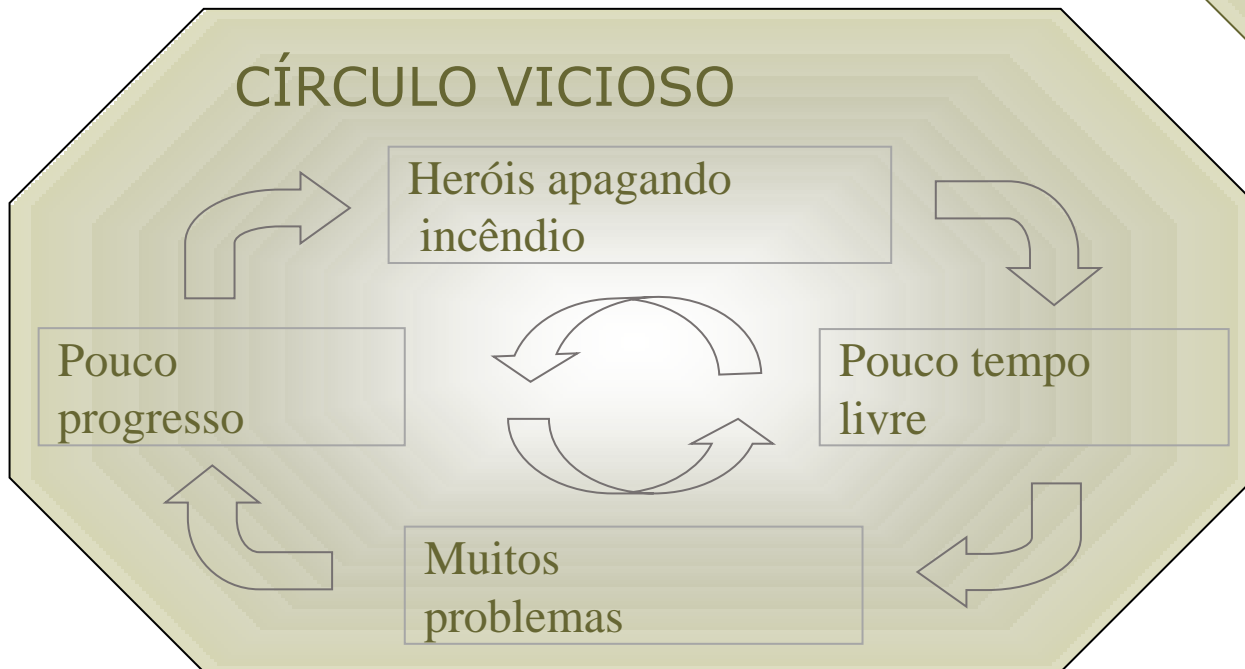 CÍRCULO VICIOSO
Heróis apagando
incêndio
Pouco
progresso
Pouco tempo
livre
Muitos
problemas